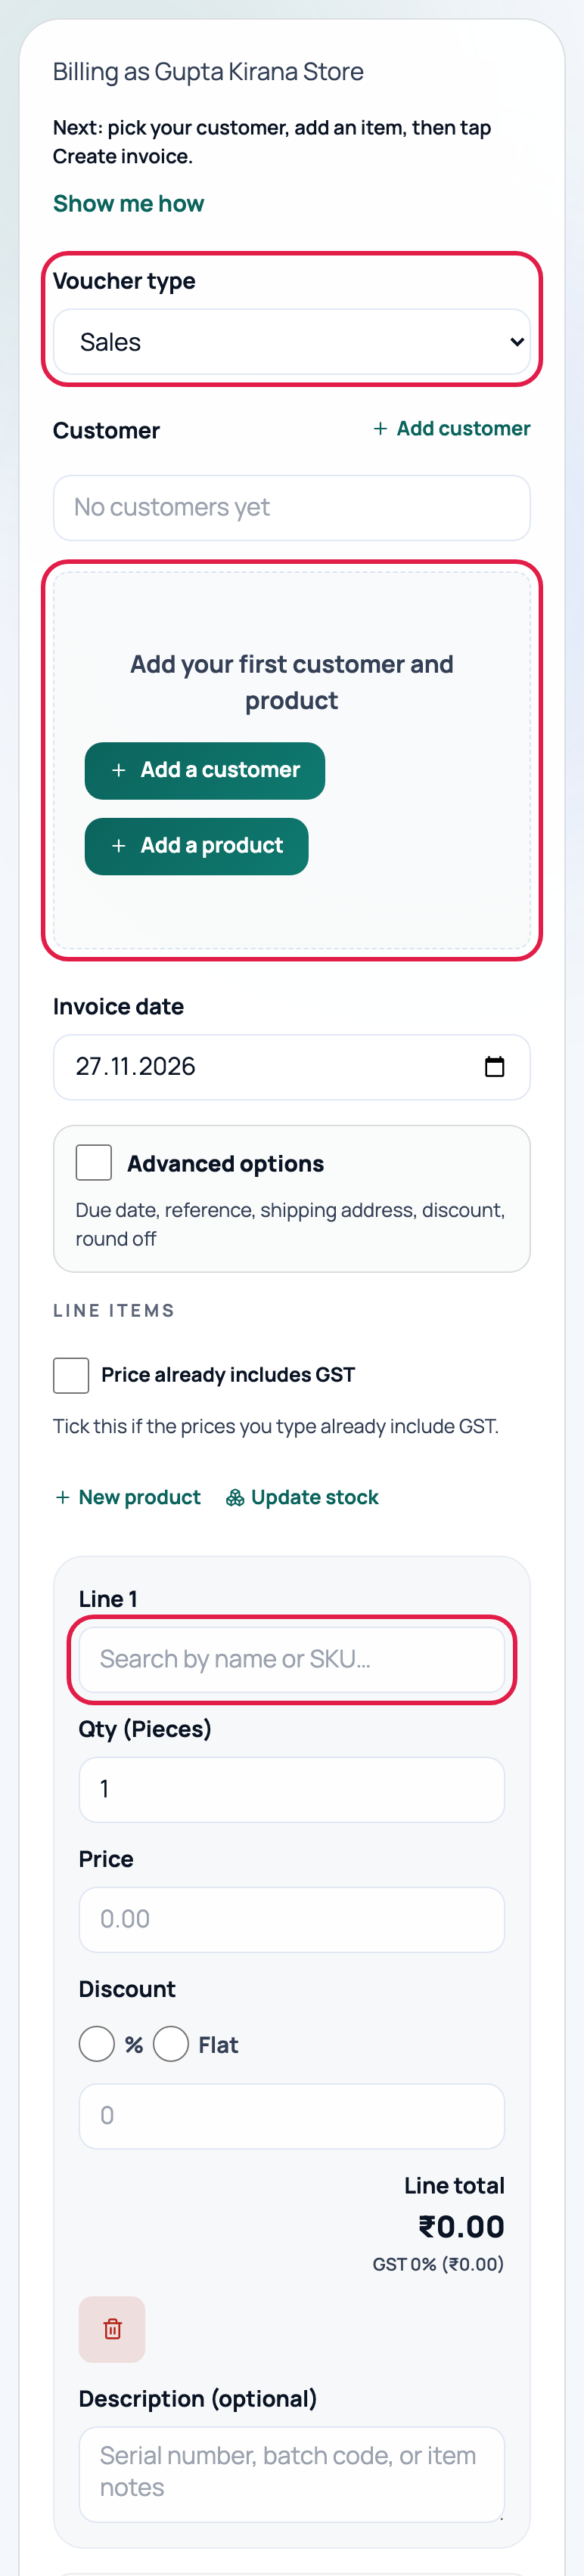 Billing as Gupta Kirana Store
Next: pick your customer, add an item, then tap
Create invoice.
Show me how
Voucher type
Sales
Customer
+ Add customer
No customers yet
Add your first customer and
product
+ Add a customer
+ Add a product
Invoice date
27.11.2026
Advanced options
Due date, reference, shipping address, discount,
round off
LINE ITEMS
Price already includes GST
Tick this if the prices you type already include GST.
+ New product
Update stock
Line 1
Search by name or SKU...
Qty (Pieces)
1
Price
0.00
Discount
% Flat
0
Line total
₹0.00
GST 0% (₹0.00)
Description (optional)
Serial number, batch code, or item
notes